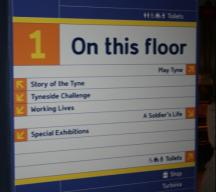 Toilets
1 On this floor
Play Tyne
Story of the Tyne
Tyneside Challenge
Working Lives
A Soldier's Life
Special Exhibitions
Toilets
Shop